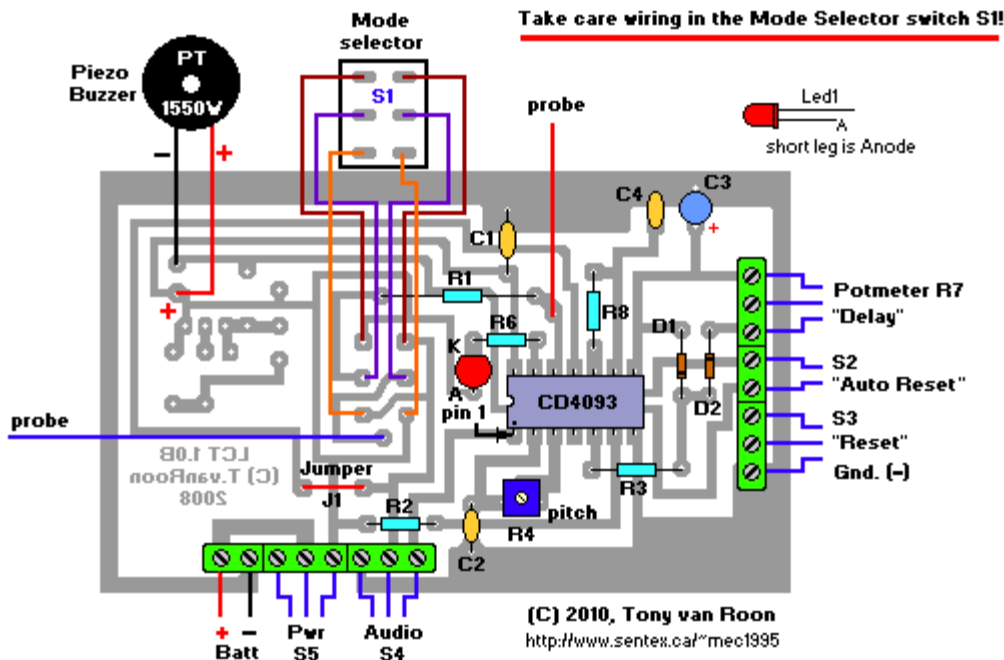 Take care wiring in the Mode Selector switch S1!
Mode
selector
PT
1550W
Piezo
Buzzer
S1
probe
Led1
A
short leg is Anode
–
+
C4
C3
+
C1
R1
R8
R6
D1
D2
+
K
A
pin 1
CD4093
Potmeter R7
"Delay"
S2
"Auto Reset"
S3
"Reset"
Gnd. (-)
probe
LCT 1.0B
(C) T.vanRoon
2008
Jumper
J1
R2
C2
R4
pitch
R3
+ –
Batt
Pwr
S5
Audio
S4
(C) 2010, Tony van Roon
http://www.sentex.ca/~mec1995